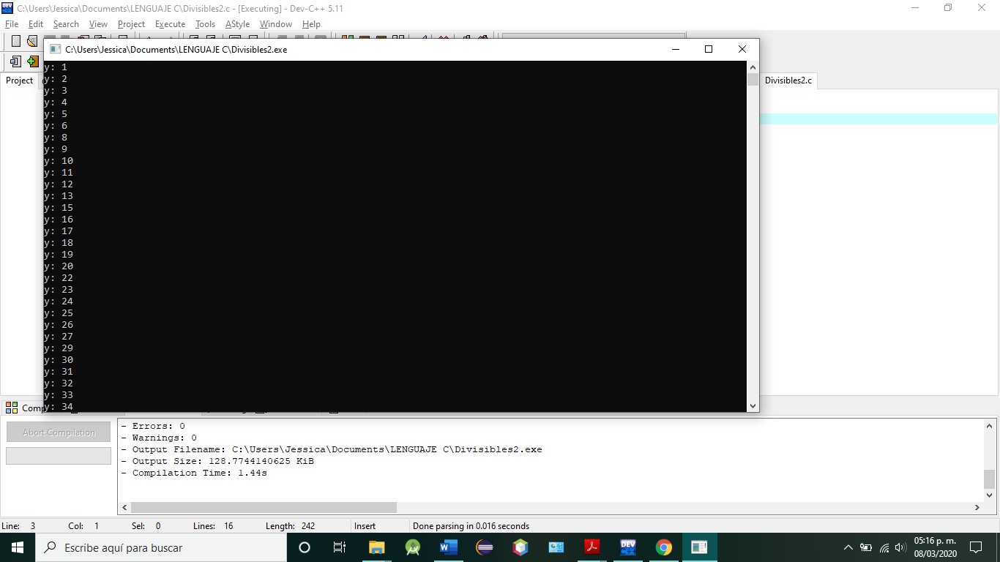 C:\Users\Jessica\Documents\LENGUAJE C\Divisibles2.c - [Executing] - Dev-C++ 5.11
File Edit Search View Project Execute Tools AStyle Window Help
C:\Users\Jessica\Documents\LENGUAJE C\Divisibles2.exe
Project
Divisibles2.c
y: 1
y: 2
y: 3
y: 4
y: 5
y: 6
y: 8
y: 9
y: 10
y: 11
y: 12
y: 13
y: 15
y: 16
y: 17
y: 18
y: 19
y: 20
y: 22
y: 23
y: 24
y: 25
y: 26
y: 27
y: 29
y: 30
y: 31
y: 32
y: 33
y: 34
Abort Compilation
- Errors: 0
- Warnings: 0
- Output Filename: C:\Users\Jessica\Documents\LENGUAJE C\Divisibles2.exe
- Output Size: 128.7744140625 KiB
- Compilation Time: 1.44s
Line: 3 Col: 1 Sel: 0 Lines: 16 Length: 242 Insert Done parsing in 0.016 seconds
Escribe aquí para buscar
DEV
05:16 p. m.
08/03/2020